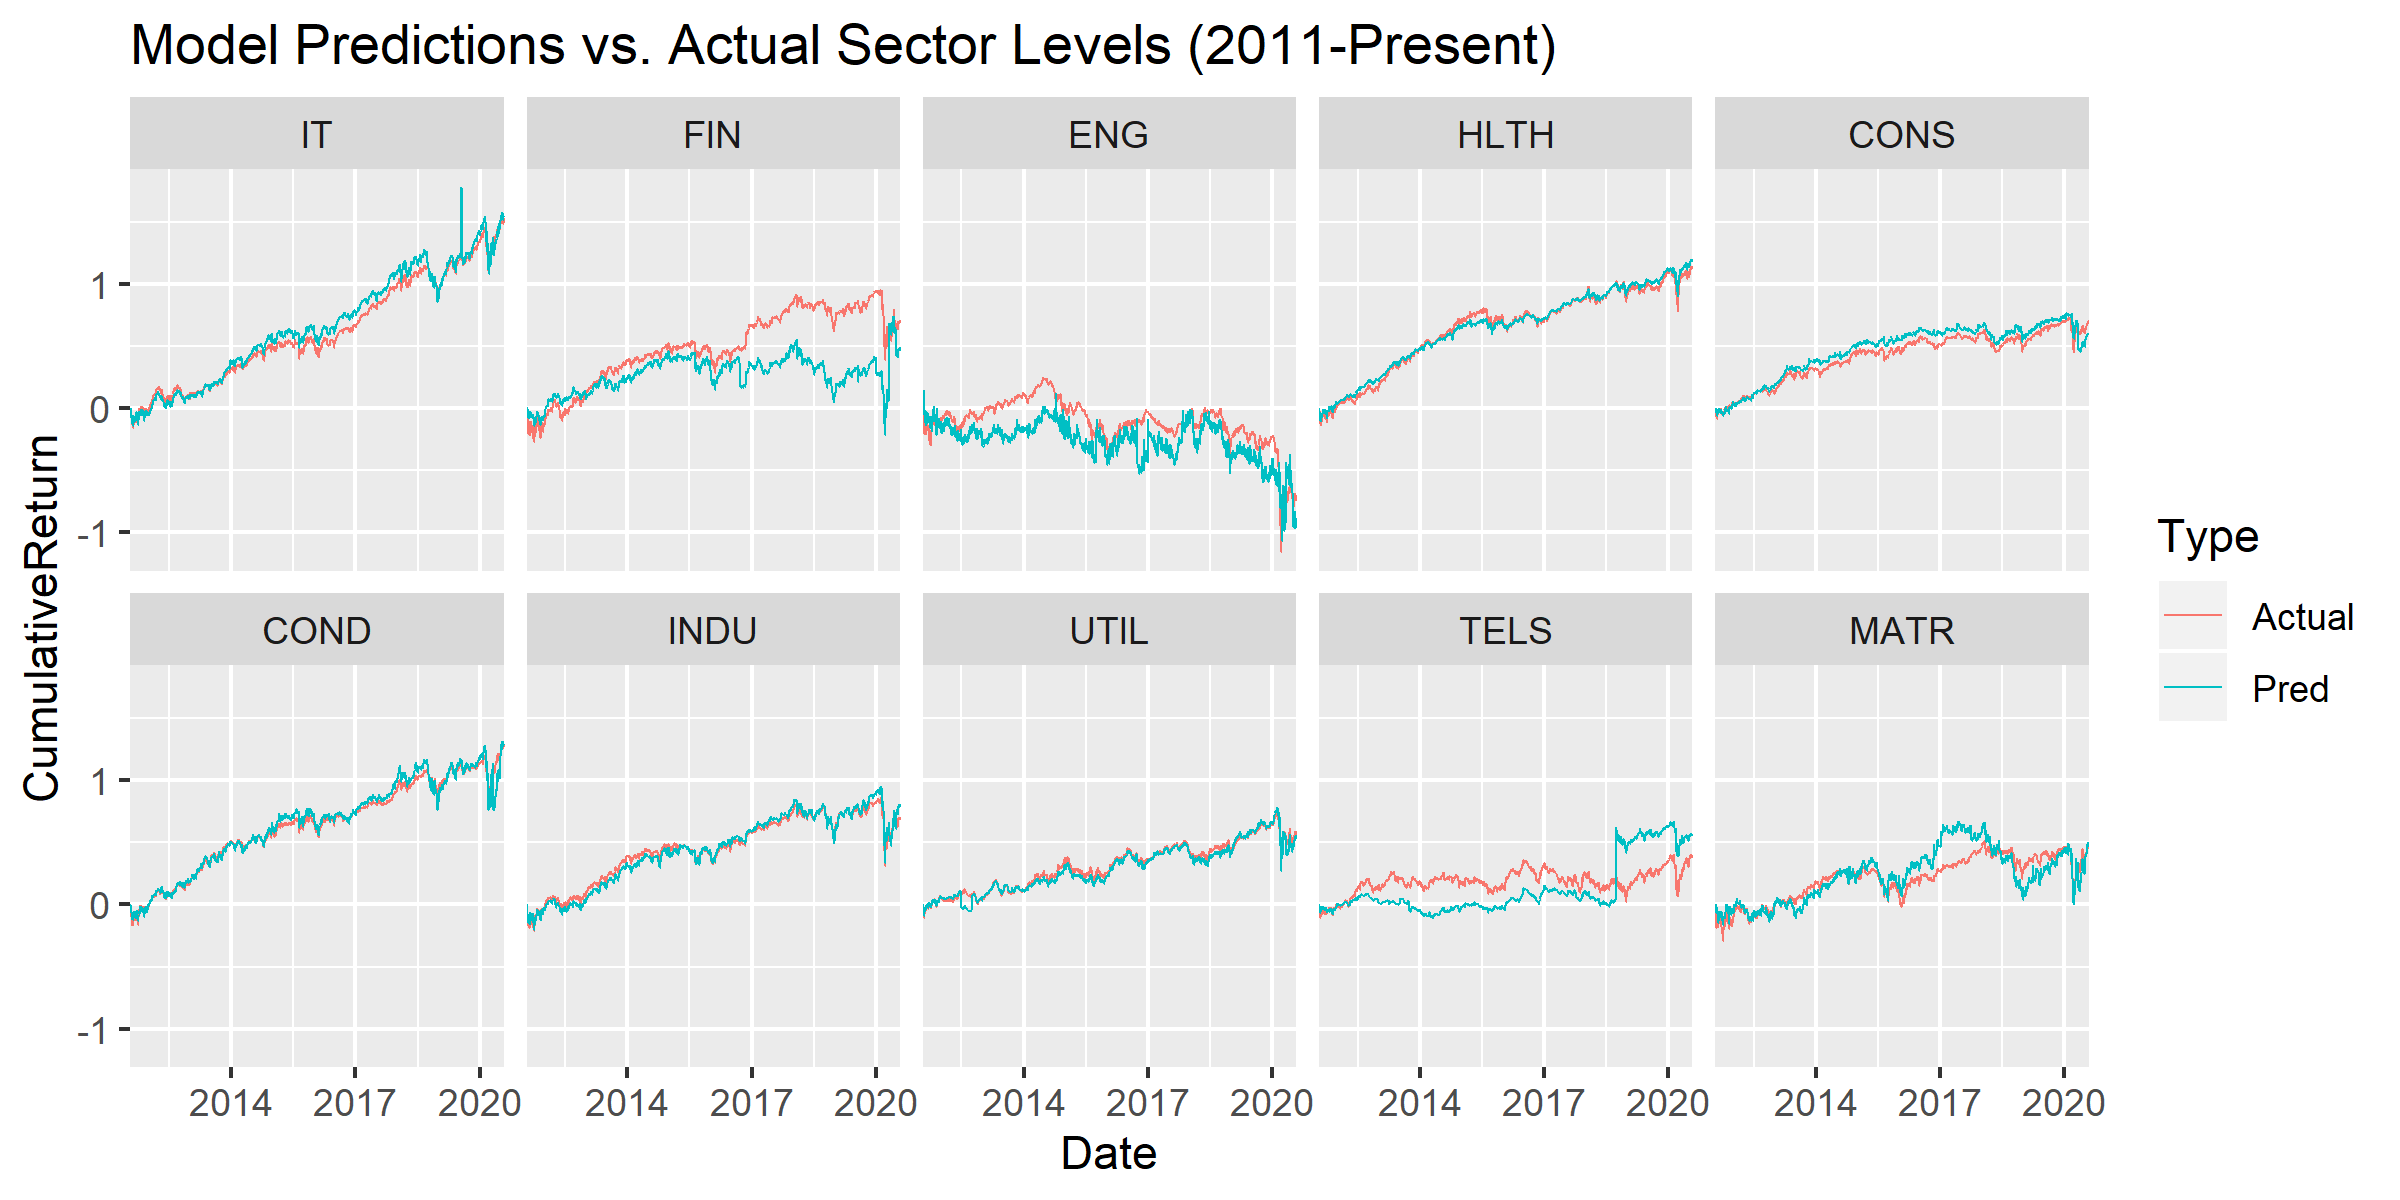 Model Predictions vs. Actual Sector Levels (2011-Present)
IT FIN ENG HLTH CONS
1
0
-1
COND INDU UTIL TELS MATR
1
0
-1
2014 2017 2020 2014 2017 2020 2014 2017 2020 2014 2017 2020 2014 2017 2020
Date
CumulativeReturn
Type
Actual
Pred